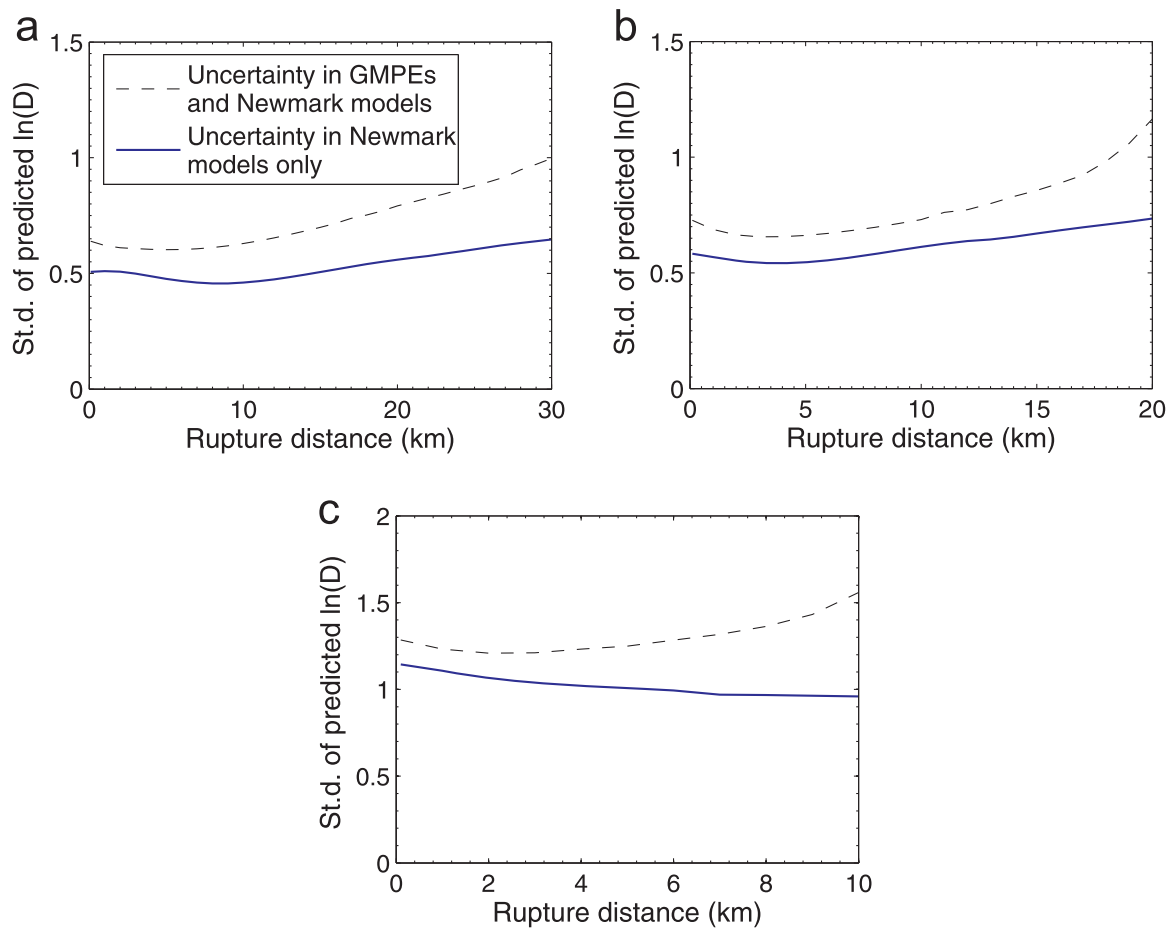 a
1.5
1
0.5
0
St.d. of predicted ln(D)
Uncertainty in GMPEs
and Newmark models
Uncertainty in Newmark
models only
0 10 20 30
Rupture distance (km)
b
1.5
1
0.5
0
St.d. of predicted ln(D)
0 5 10 15 20
Rupture distance (km)
c
2
1.5
1
0.5
0
St.d. of predicted ln(D)
0 2 4 6 8 10
Rupture distance (km)